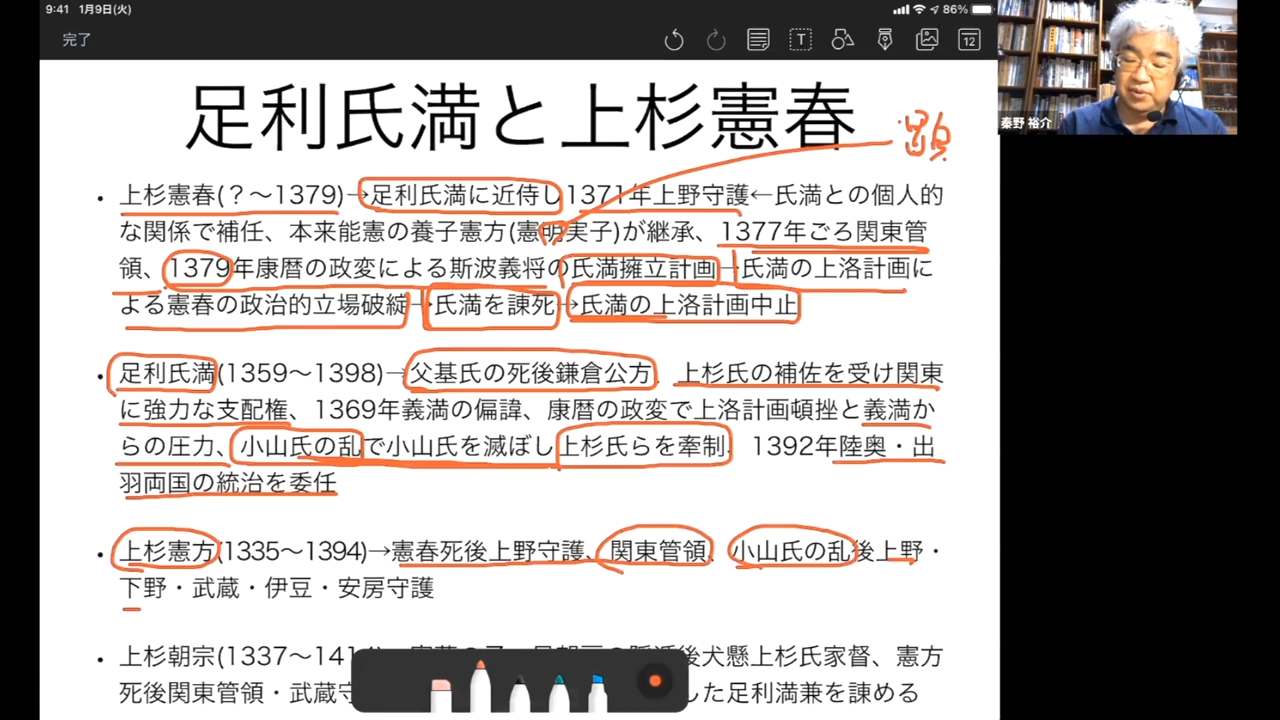 9:41 1月9日(火)
86%
完了
T
12
足利氏満と上杉憲春
顕
秦野 裕介
• 上杉憲春(？〜1379)→足利氏満に近侍し1371年上野守護←氏満との個人的
な関係で補任、本来能憲の養子憲方(憲明実子)が継承、1377年ごろ関東管
領、1379年康暦の政変による斯波義将の氏満擁立計画→氏満の上洛計画に
よる憲春の政治的立場破綻→氏満を諌死→氏満の上洛計画中止
• 足利氏満(1359〜1398)→父基氏の死後鎌倉公方、上杉氏の補佐を受け関東
に強力な支配権、1369年義満の偏諱、康暦の政変で上洛計画頓挫と義満か
らの圧力、小山氏の乱で小山氏を滅ぼし上杉氏らを牽制、1392年陸奥・出
羽両国の統治を委任
• 上杉憲方(1335〜1394)→憲春死後上野守護、関東管領、小山氏の乱後上野・
下野・武蔵・伊豆・安房守護
• 上杉朝宗(1337〜141 後犬懸上杉氏家督、憲方
死後関東管領・武蔵守 した足利満兼を諌める